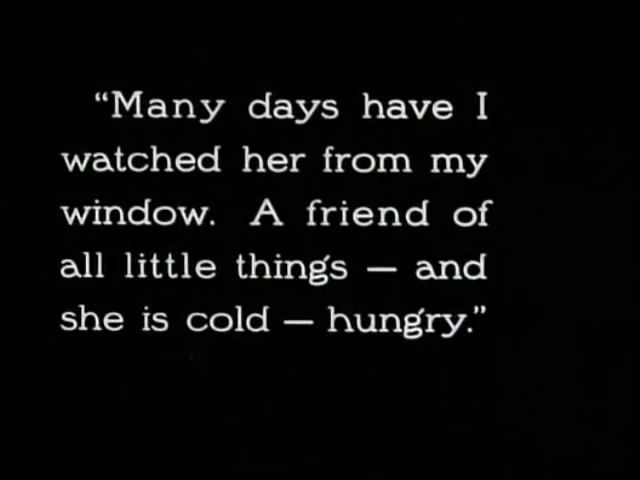 “Many days have I
watched her from my
window. A friend of
all little things — and
she is cold — hungry.”